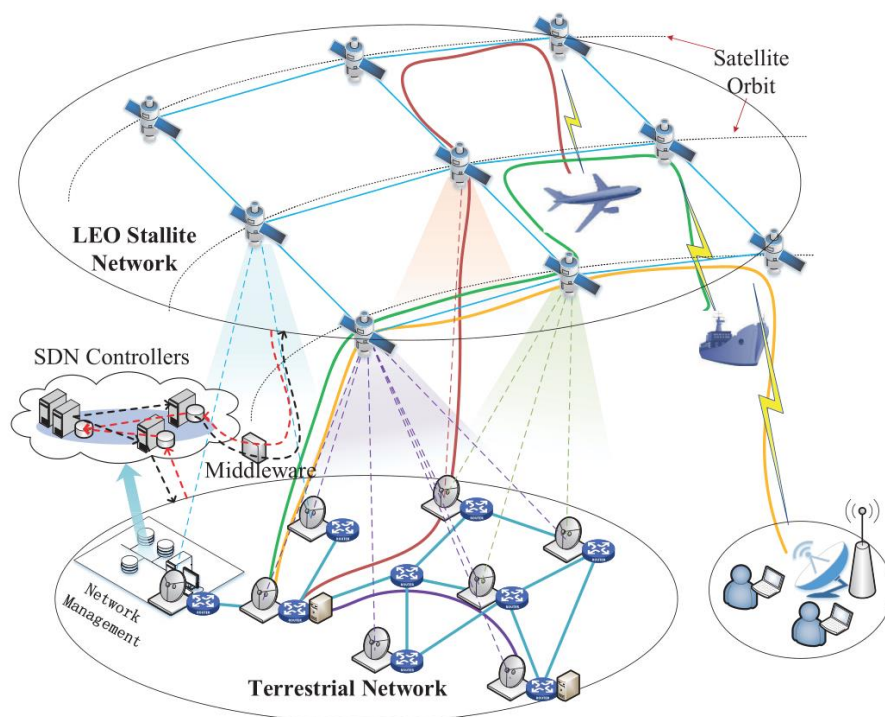 Satellite
Orbit
LEO Stallite
Network
SDN Controllers
Middleware
Network
Management
Terrestrial Network